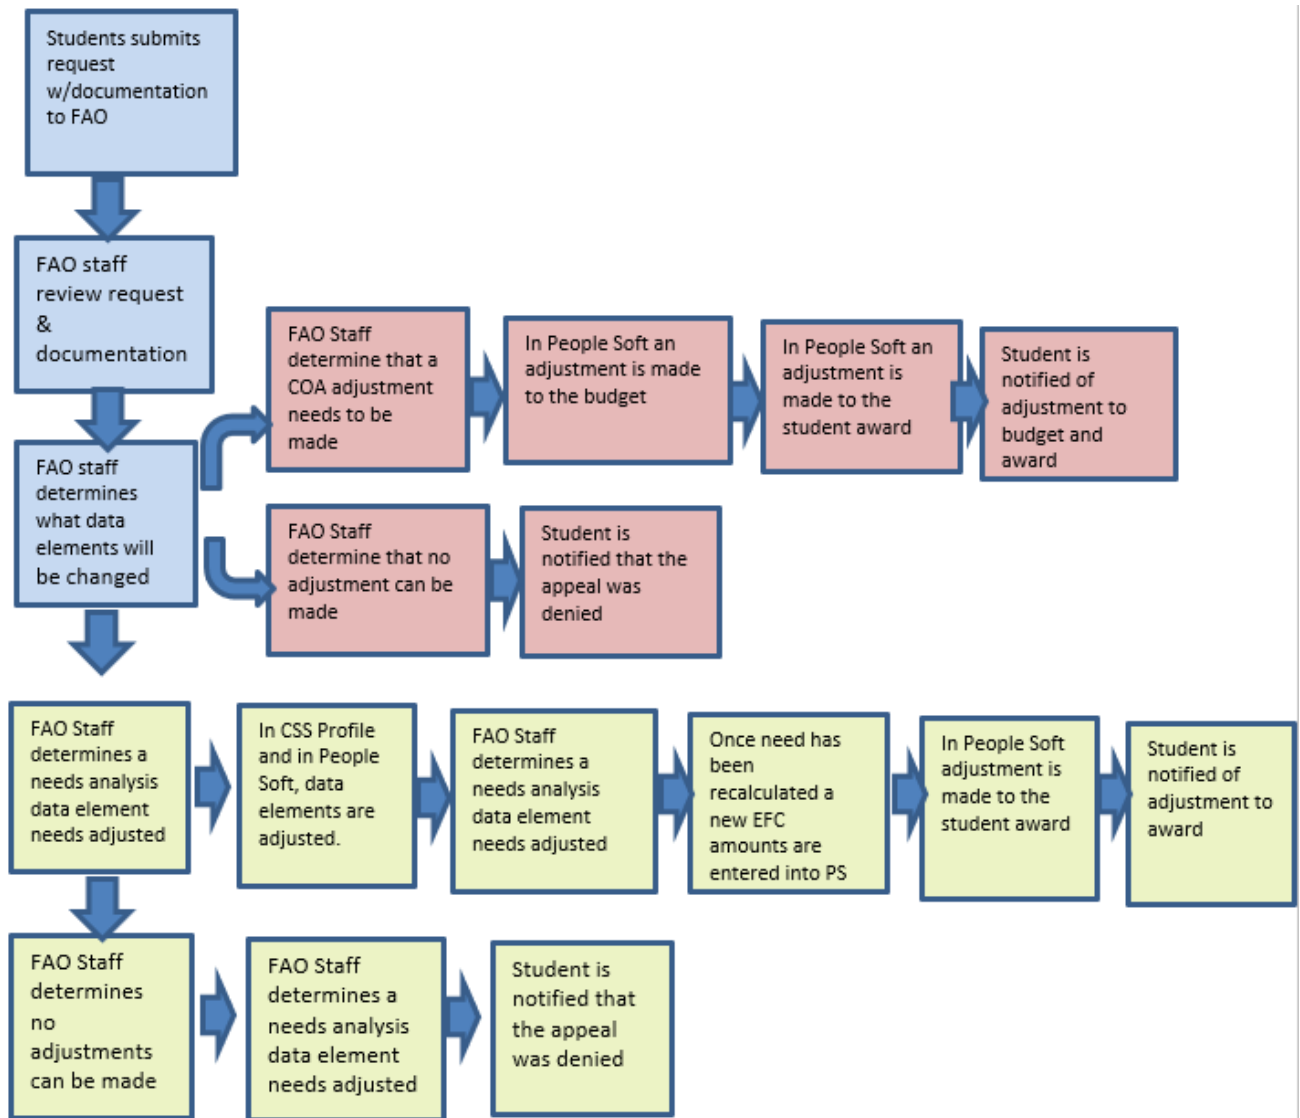 Students submits
request
w/documentation
to FAO
FAO staff
review request
&
documentation
FAO staff
determines
what data
elements will
be changed
FAO Staff
determine that a
COA adjustment
needs to be
made
In People Soft an
adjustment is made
to the budget
In People Soft an
adjustment is
made to the
student award
Student is
notified of
adjustment to
budget and
award
FAO Staff
determine that no
adjustment can be
made
Student is
notified that the
appeal was
denied
FAO Staff
determines a
needs analysis
data element
needs adjusted
In CSS Profile
and in People
Soft, data
elements are
adjusted.
FAO Staff
determines a
needs analysis
data element
needs adjusted
Once need has
been
recalculated a
new EFC
amounts are
entered into PS
In People Soft
adjustment is
made to the
student award
Student is
notified of
adjustment to
award
FAO Staff
determines
no
adjustments
can be made
FAO Staff
determines a
needs analysis
data element
needs adjusted
Student is
notified that
the appeal
was denied